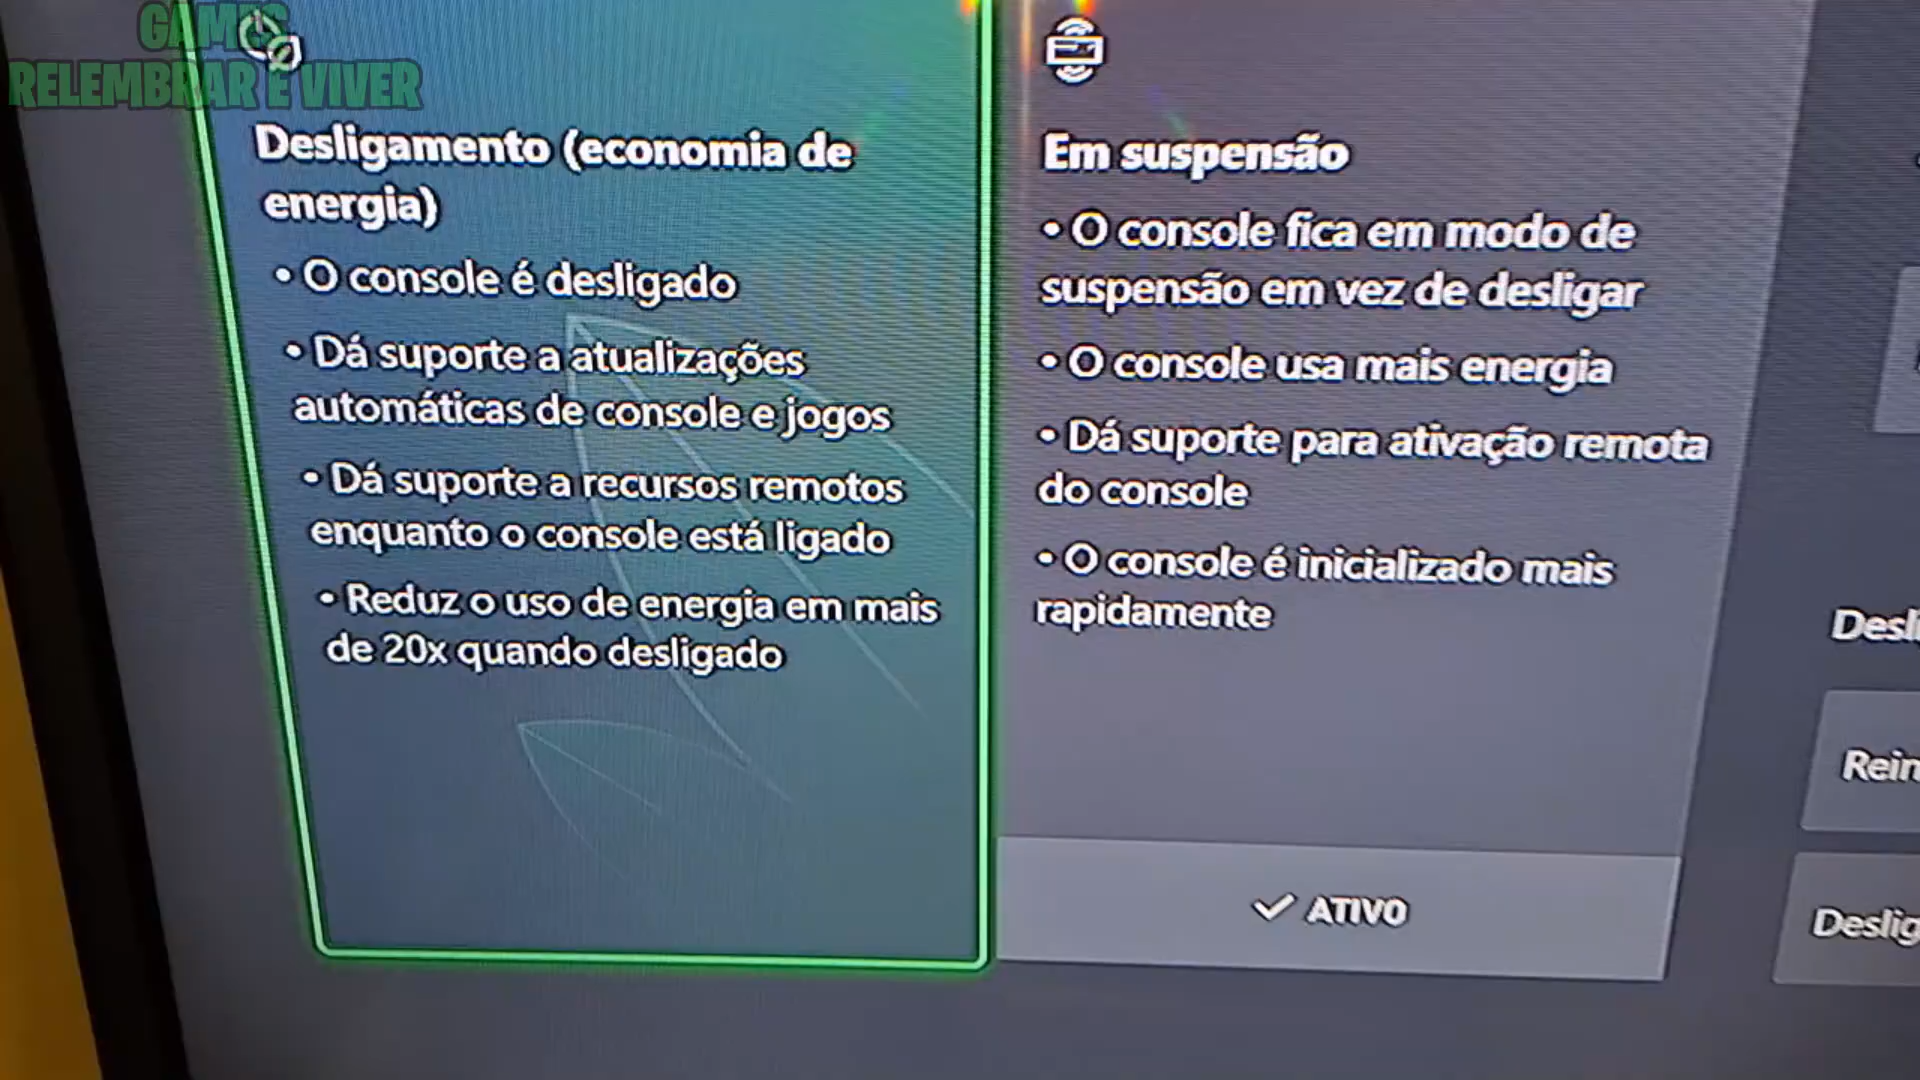 GAMES
RELEMBRAR É VIVER
Desligamento (economia de
energia)
• O console é desligado
• Dá suporte a atualizações
automáticas de console e jogos
• Dá suporte a recursos remotos
enquanto o console está ligado
• Reduz o uso de energia em mais
de 20x quando desligado
Em suspensão
• O console fica em modo de
suspensão em vez de desligar
• O console usa mais energia
• Dá suporte para ativação remota
do console
• O console é inicializado mais
rapidamente
ATIVO
Desli
Rein
Deslig